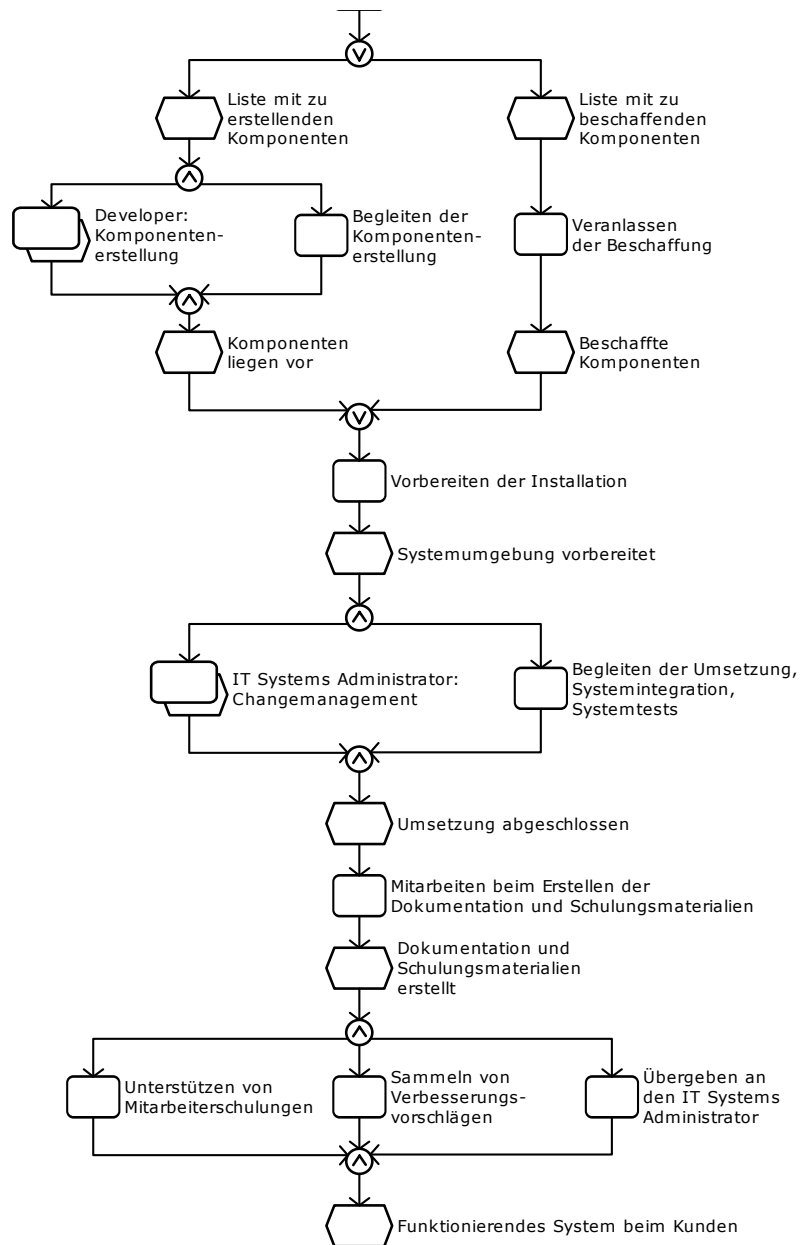 Liste mit zu
erstellenden
Komponenten
Liste mit zu
beschaffenden
Komponenten
Developer:
Komponenten-
erstellung
Begleiten der
Komponenten-
erstellung
Veranlassen
der Beschaffung
Komponenten
liegen vor
Beschaffte
Komponenten
Vorbereiten der Installation
Systemumgebung vorbereitet
IT Systems Administrator:
Changemanagement
Begleiten der Umsetzung,
Systemintegration,
Systemtests
Umsetzung abgeschlossen
Mitarbeiten beim Erstellen der
Dokumentation und Schulungsmaterialien
Dokumentation und
Schulungsmaterialien
erstellt
Unterstützen von
Mitarbeiterschulungen
Sammeln von
Verbesserungs-
vorschlägen
Übergeben an
den IT Systems
Administrator
Funktionierendes System beim Kunden